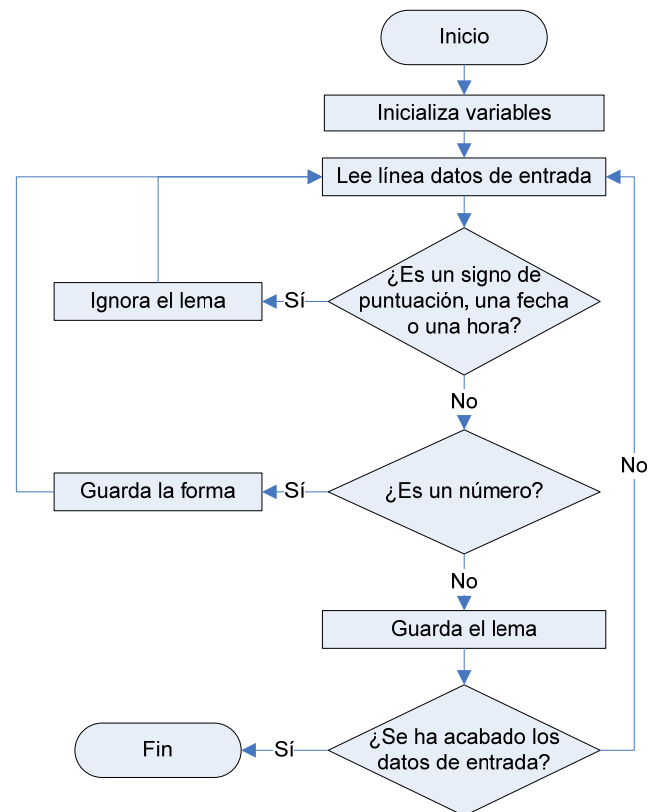 Inicio
Inicializa variables
Lee línea datos de entrada
¿Es un signo de
puntuación, una fecha
o una hora?
Sí
Ignora el lema
No
¿Es un número?
Sí
Guarda la forma
No
No
Guarda el lema
¿Se ha acabado los
datos de entrada?
Sí
Fin